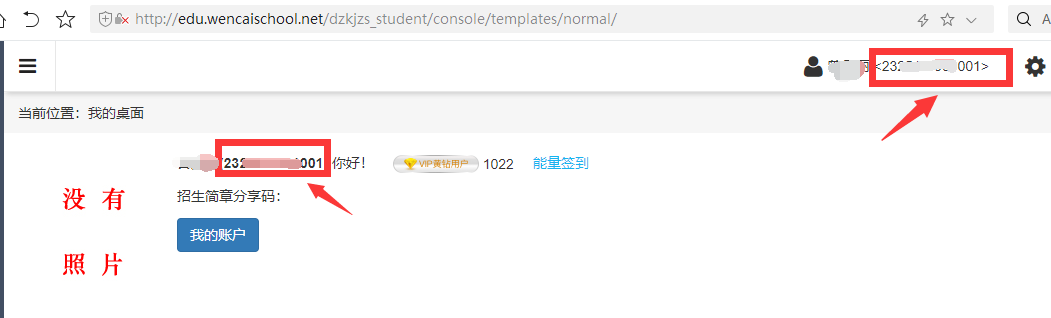 http://edu.wencaischool.net/dzkjzs_student/console/templates/normal/
001>
当前位置：我的桌面
001 你好！ VIP黄钻用户 1022 能量签到
没 有
招生简章分享码：
我的账户
照 片